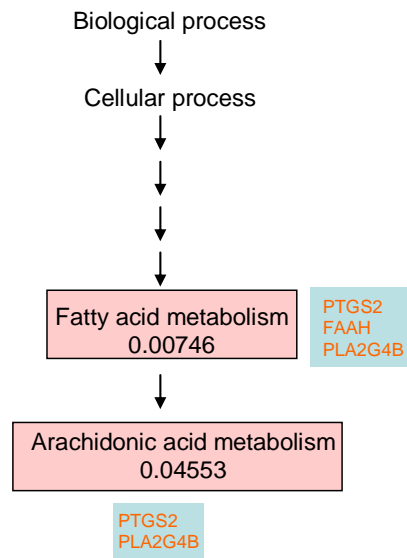 Biological process
Cellular process
Fatty acid metabolism
0.00746
PTGS2
FAAH
PLA2G4B
Arachidonic acid metabolism
0.04553
PTGS2
PLA2G4B